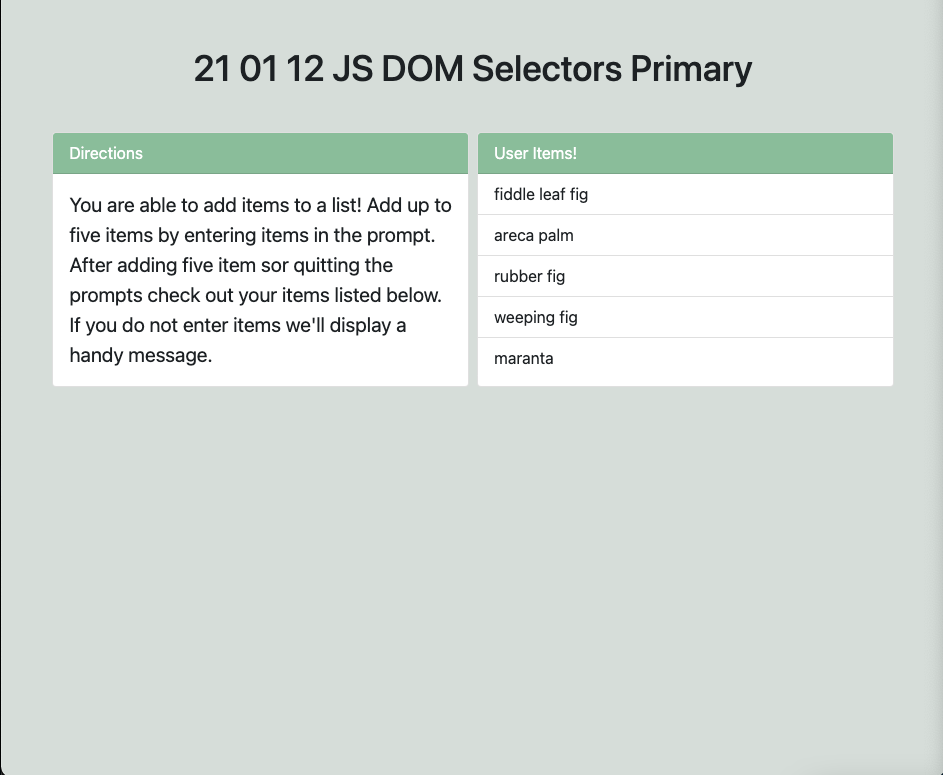 21 01 12 JS DOM Selectors Primary
Directions
You are able to add items to a list! Add up to
five items by entering items in the prompt.
After adding five item sor quitting the
prompts check out your items listed below.
If you do not enter items we'll display a
handy message.
User Items!
fiddle leaf fig
areca palm
rubber fig
weeping fig
maranta